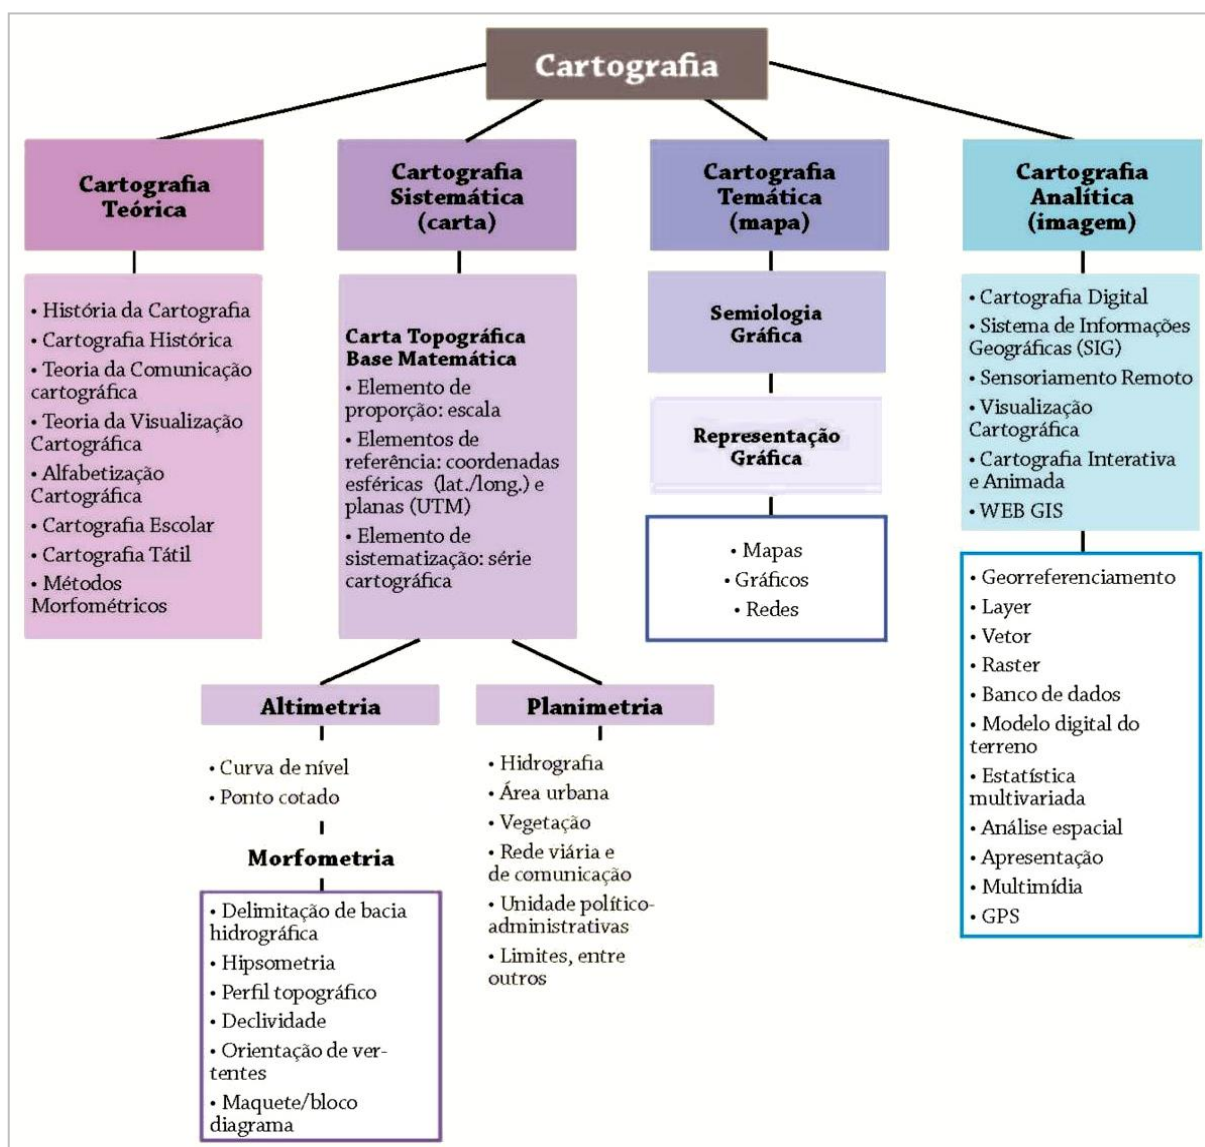 Cartografia
Cartografia
Teórica
• História da Cartografia
• Cartografia Histórica
• Teoria da Comunicação
cartográfica
• Teoria da Visualização
Cartográfica
• Alfabetização
Cartográfica
• Cartografia Escolar
• Cartografia Tátil
• Métodos
Morfométricos
Cartografia
Sistemática
(carta)
Carta Topográfica
Base Matemática
• Elemento de
proporção: escala
• Elementos de
referência: coordenadas
esféricas (lat./long.) e
planas (UTM)
• Elemento de
sistematização: série
cartográfica
Altimetria
• Curva de nível
• Ponto cotado
Morfometria
• Delimitação de bacia
hidrográfica
• Hipsometria
• Perfil topográfico
• Declividade
• Orientação de ver-
tentes
• Maquete/bloco
diagrama
Planimetria
• Hidrografia
• Área urbana
• Vegetação
• Rede viária e
de comunicação
• Unidade político-
administrativas
• Limites, entre
outros
Cartografia
Temática
(mapa)
Semiologia
Gráfica
Representação
Gráfica
• Mapas
• Gráficos
• Redes
Cartografia
Analítica
(imagem)
• Cartografia Digital
• Sistema de Informações
Geográficas (SIG)
• Sensoriamento Remoto
• Visualização
Cartográfica
• Cartografia Interativa
e Animada
• WEB GIS
• Georreferenciamento
• Layer
• Vetor
• Raster
• Banco de dados
• Modelo digital do
terreno
• Estatística
multivariada
• Análise espacial
• Apresentação
• Multimídia
• GPS